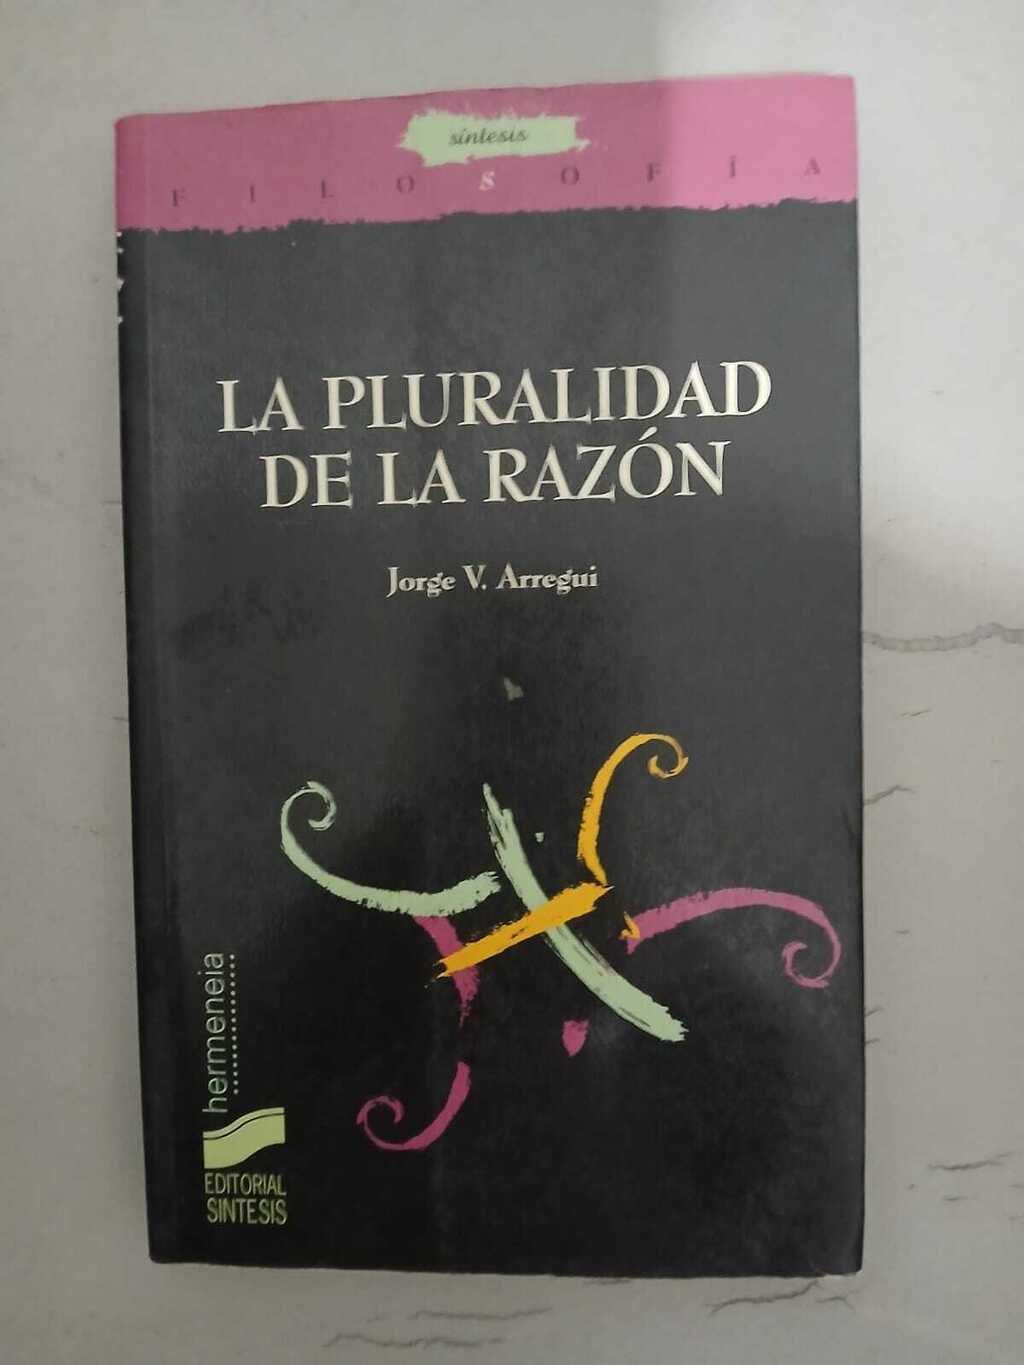 síntesis
FILOSOFÍA
LA PLURALIDAD
DE LA RAZÓN
Jorge V. Arregui
hermeneia
EDITORIAL
SINTESIS